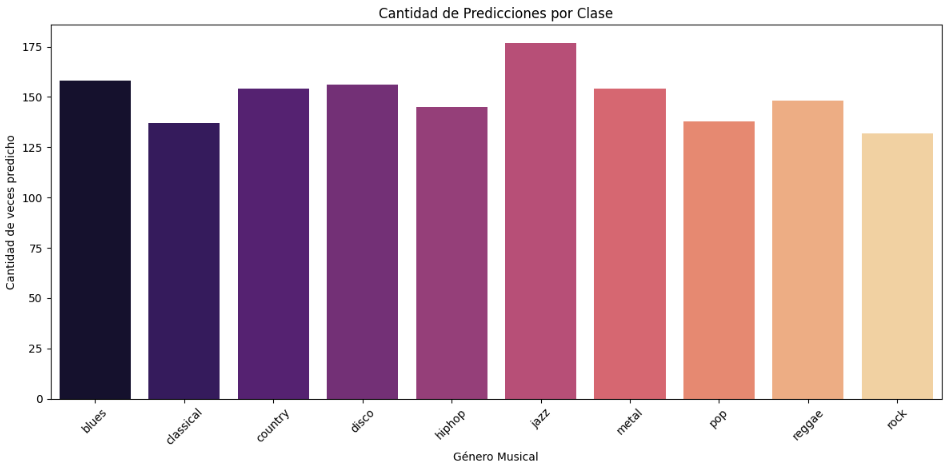 Cantidad de Predicciones por Clase
Cantidad de veces predicho
175
150
125
100
75
50
25
0
blues
classical
country
disco
hiphop
jazz
metal
pop
reggae
rock
Género Musical